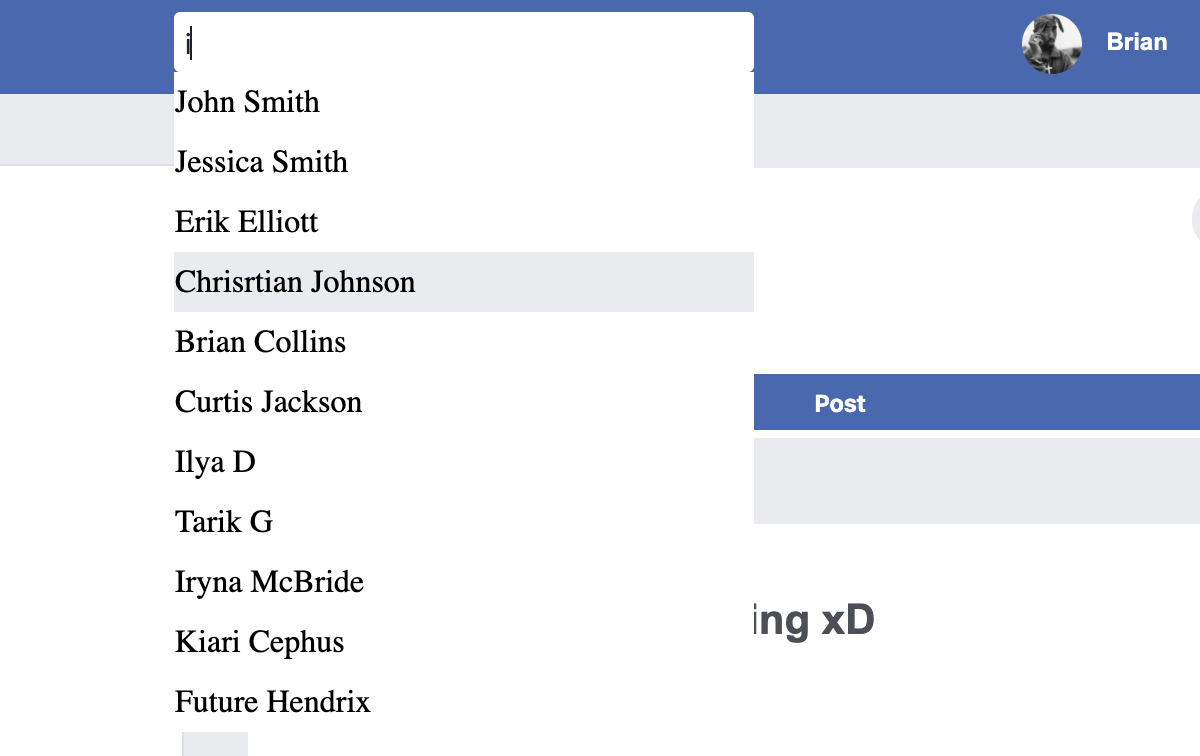 i
Brian
John Smith
Jessica Smith
Erik Elliott
Chrisrtian Johnson
Brian Collins
Curtis Jackson
Post
Ilya D
Tarik G
Iryna McBride
ing xD
Kiari Cephus
Future Hendrix